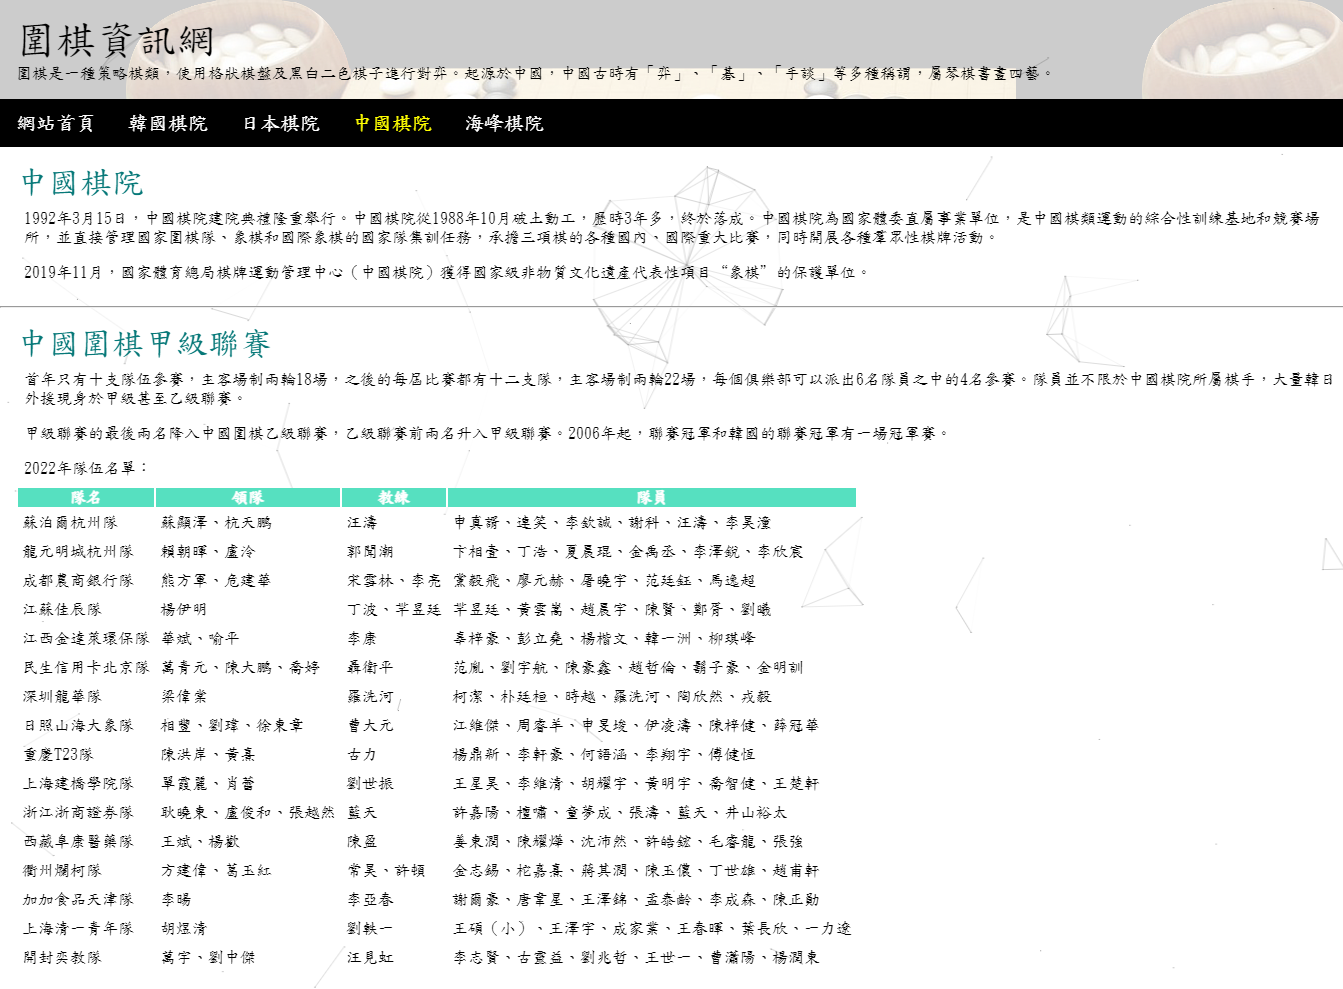 圍棋資訊網
圍棋是一種策略棋類，使用格狀棋盤及黑白二色棋子進行對弈。起源於中國，中國古時有「弈」、「碁」、「手談」等多種稱謂，屬琴棋書畫四藝。
網站首頁 韓國棋院 日本棋院 中國棋院 海峰棋院
中國棋院
1992年3月15日，中國棋院建院典禮隆重舉行。中國棋院從1988年10月破土動工，歷時3年多，終於落成。中國棋院為國家體委直屬事業單位，是中國棋類運動的綜合性訓練基地和競賽場
所，並直接管理國家圍棋隊、象棋和國際象棋的國家隊集訓任務，承擔三項棋的各種國內、國際重大比賽，同時開展各種羣眾性棋牌活動。
2019年11月，國家體育總局棋牌運動管理中心（中國棋院）獲得國家級非物質文化遺產代表性項目“象棋”的保護單位。
中國圍棋甲級聯賽
首年只有十支隊伍參賽，主客場制兩輪18場，之後的每屆比賽都有十二支隊，主客場制兩輪22場，每個俱樂部可以派出6名隊員之中的4名參賽。隊員並不限於中國棋院所屬棋手，大量韓日
外援現身於甲級甚至乙級聯賽。
甲級聯賽的最後兩名降入中國圍棋乙級聯賽，乙級聯賽前兩名升入甲級聯賽。2006年起，聯賽冠軍和韓國的聯賽冠軍有一場冠軍賽。
2022年隊伍名單：
隊名 領隊 教練 隊員
蘇泊爾杭州隊 蘇顯澤、杭天鵬 汪濤 申真諝、連笑、李欽誠、謝科、汪濤、李昊潼
龍元明城杭州隊 賴朝暉、盧泠 郭聞潮 卞相壹、丁浩、夏晨琨、金禹丞、李澤銳、李欣宸
成都農商銀行隊 熊方軍、危建華 宋雪林、李亮 黨毅飛、廖元赫、屠曉宇、范廷鈺、馬逸超
江蘇佳辰隊 楊伊明 丁波、羋昱廷 羋昱廷、黃雲嵩、趙晨宇、陳賢、鄭胥、劉曦
江西金達萊環保隊 華斌、喻平 李康 辜梓豪、彭立堯、楊楷文、韓一洲、柳琪峰
民生信用卡北京隊 萬青元、陳大鵬、喬婷 聶衛平 范胤、劉宇航、陳豪鑫、趙哲倫、鬍子豪、金明訓
深圳龍華隊 梁偉棠 羅洗河 柯潔、朴廷桓、時越、羅洗河、陶欣然、戎毅
日照山海大象隊 相豐、劉瑋、徐東章 曹大元 江維傑、周睿羊、申旻埈、伊凌濤、陳梓健、薛冠華
重慶T23隊 陳洪岸、黃熹 古力 楊鼎新、李軒豪、何語涵、李翔宇、傅健恆
上海建橋學院隊 單霞麗、肖蕾 劉世振 王星昊、李維清、胡耀宇、黃明宇、喬智健、王楚軒
浙江浙商證券隊 耿曉東、盧俊和、張越然 藍天 許嘉陽、檀嘯、童夢成、張濤、藍天、井山裕太
西藏阜康醫藥隊 王斌、楊歡 陳盈 姜東潤、陳耀燁、沈沛然、許皓鋐、毛睿龍、張強
衢州爛柯隊 方建偉、葛玉紅 常昊、許頓 金志錫、柁嘉熹、蔣其潤、陳玉儂、丁世雄、趙甫軒
加加食品天津隊 李暘 李亞春 謝爾豪、唐韋星、王澤錦、孟泰齡、李成森、陳正勛
上海清一青年隊 胡煜清 劉軼一 王碩（小）、王澤宇、成家業、王春暉、葉長欣、一力遼
開封奕教隊 萬宇、劉中傑 汪見虹 李志賢、古靈益、劉兆哲、王世一、曹瀟陽、楊潤東